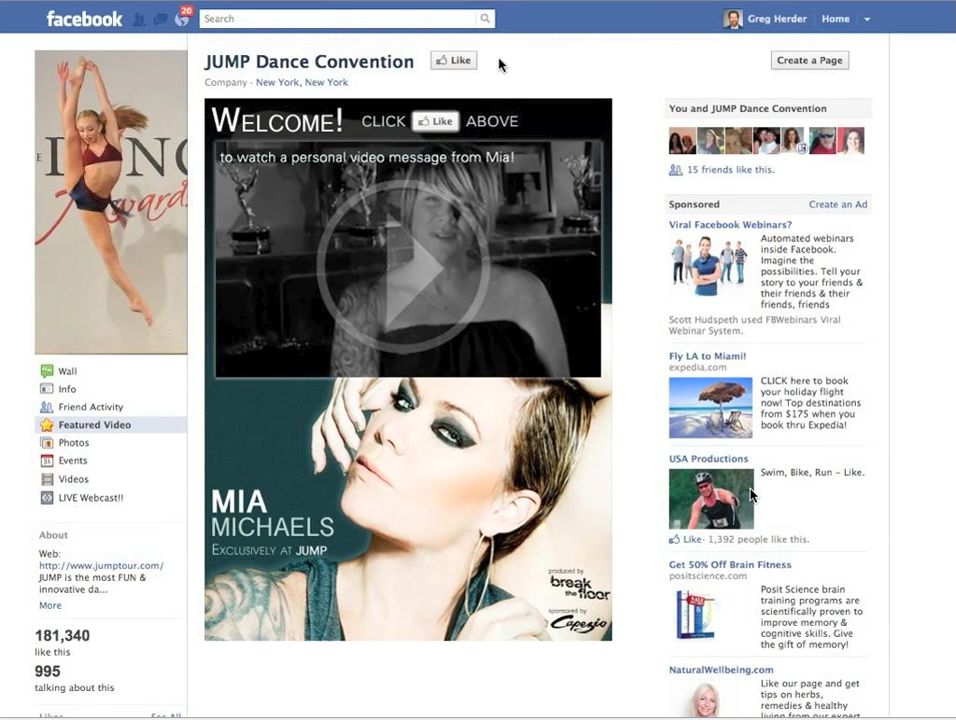 facebook
20
Search
Greg Herder
Home
JUMP Dance Convention
Like
Create a Page
Company · New York, New York
WELCOME! CLICK Like ABOVE
to watch a personal video message from Mia!
MIA
MICHAELS
EXCLUSIVELY AT JUMP
produced by
break
the floor
sponsored by
Capezio
Wall
Info
Friend Activity
Featured Video
Photos
Events
Videos
LIVE Webcast!!
About
Web:
http://www.jumptour.com/
JUMP is the most FUN &
innovative da...
More
181,340
like this
995
talking about this
Likes
See All
You and JUMP Dance Convention
15 friends like this.
Sponsored
Create an Ad
Viral Facebook Webinars?
Automated webinars
inside Facebook.
Imagine the
possibilities. Tell your
story to your friends &
their friends & their
friends, friends
Scott Hudspeth used FBWebinars Viral
Webinar System.
Fly LA to Miami!
expedia.com
CLICK here to book
your holiday flight
now! Top destinations
from $175 when you
book thru Expedia!
USA Productions
Swim, Bike, Run – Like.
Like · 1,392 people like this.
Get 50% Off Brain Fitness
positscience.com
Posit Science brain
training programs are
scientifically proven to
improve memory &
cognitive skills. Give
the gift of memory!
NaturalWellbeing.com
Like our page and get
tips on herbs,
remedies & healthy
living from our expert